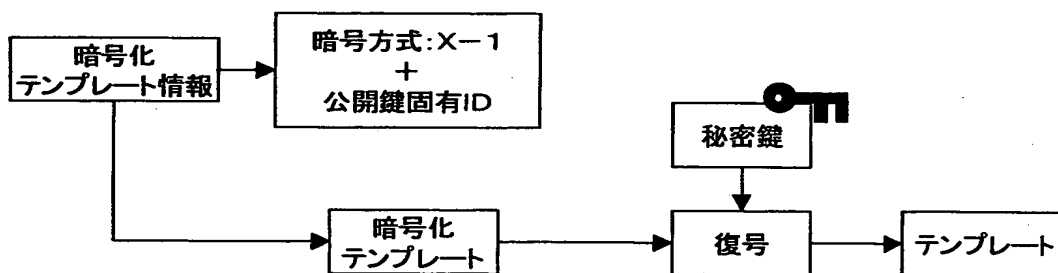 暗号化
テンプレート情報
暗号方式:X－1
+
公開鍵固有ID
秘密鍵
暗号化
テンプレート
復号
テンプレート